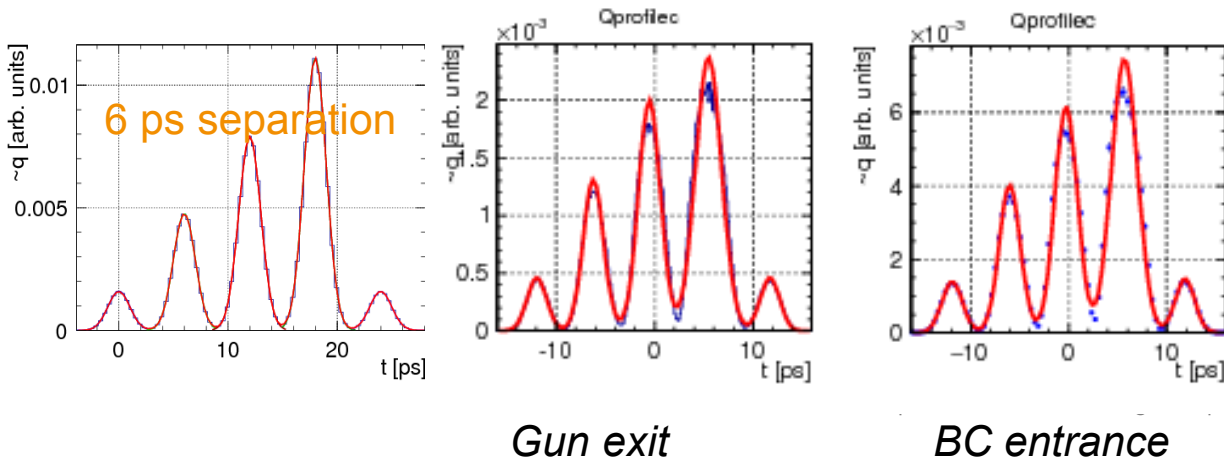 0.01
0.005
0
~q [arb. units]
6 ps separation
0
10
20
t [ps]
×10⁻³
Qprofilec
2
1.5
1
0.5
0
~q [arb. units]
-10
0
10
t [ps]
Gun exit
×10⁻³
Qprofilec
6
4
2
0
~q [arb. units]
−10
0
10
t [ps]
BC entrance